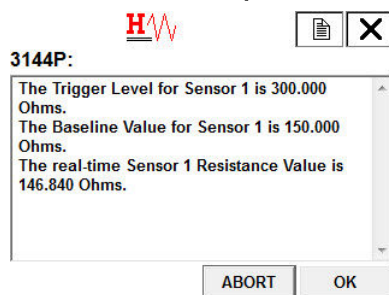 H
3144P:
The Trigger Level for Sensor 1 is 300.000
Ohms.
The Baseline Value for Sensor 1 is 150.000
Ohms.
The real-time Sensor 1 Resistance Value is
146.840 Ohms.
ABORT OK